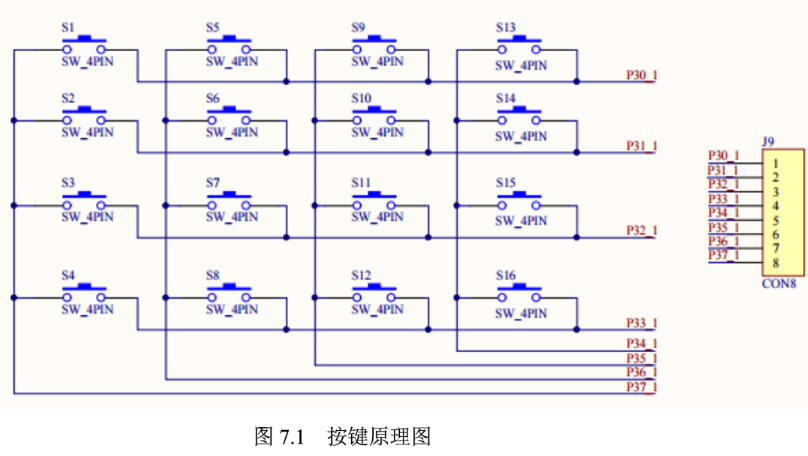 S1 S5 S9 S13
SW_4PIN SW_4PIN SW_4PIN SW_4PIN
P30_1
S2 S6 S10 S14
SW_4PIN SW_4PIN SW_4PIN SW_4PIN
P31_1
S3 S7 S11 S15
SW_4PIN SW_4PIN SW_4PIN SW_4PIN
P32_1
S4 S8 S12 S16
SW_4PIN SW_4PIN SW_4PIN SW_4PIN
P33_1
P34_1
P35_1
P36_1
P37_1
J9
P30_1 1
P31_1 2
P32_1 3
P33_1 4
P34_1 5
P35_1 6
P36_1 7
P37_1 8
CON8
图 7.1 按键原理图